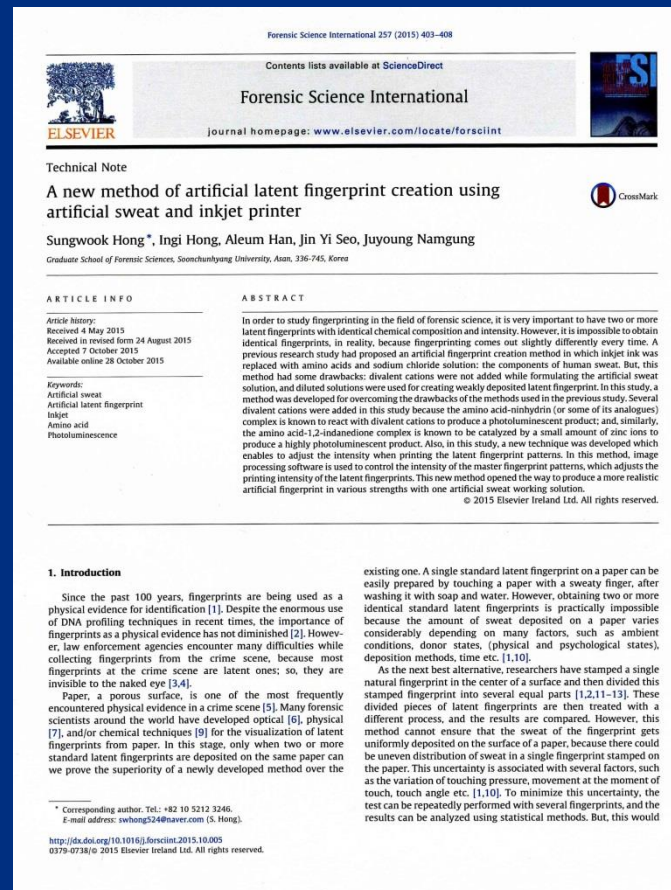 Forensic Science International 257 (2015) 403–408
Contents lists available at ScienceDirect
Forensic Science International
journal homepage: www.elsevier.com/locate/forsciint
ELSEVIER
FSI
Technical Note
A new method of artificial latent fingerprint creation using
artificial sweat and inkjet printer
CrossMark
Sungwook Hong*, Ingi Hong, Aleum Han, Jin Yi Seo, Juyoung Namgung
Graduate School of Forensic Sciences, Soonchunhyang University, Asan, 336-745, Korea
ARTICLE INFO
Article history:
Received 4 May 2015
Received in revised form 24 August 2015
Accepted 7 October 2015
Available online 28 October 2015
Keywords:
Artificial sweat
Artificial latent fingerprint
Inkjet
Amino acid
Photoluminescence
ABSTRACT
In order to study fingerprinting in the field of forensic science, it is very important to have two or more
latent fingerprints with identical chemical composition and intensity. However, it is impossible to obtain
identical fingerprints, in reality, because fingerprinting comes out slightly differently every time. A
previous research study had proposed an artificial fingerprint creation method in which inkjet ink was
replaced with amino acids and sodium chloride solution: the components of human sweat. But, this
method had some drawbacks: divalent cations were not added while formulating the artificial sweat
solution, and diluted solutions were used for creating weakly deposited latent fingerprint. In this study, a
method was developed for overcoming the drawbacks of the methods used in the previous study. Several
divalent cations were added in this study because the amino acid-ninhydrin (or some of its analogues)
complex is known to react with divalent cations to produce a photoluminescent product; and, similarly,
the amino acid-1,2-indanedione complex is known to be catalyzed by a small amount of zinc ions to
produce a highly photoluminescent product. Also, in this study, a new technique was developed which
enables to adjust the intensity when printing the latent fingerprint patterns. In this method, image
processing software is used to control the intensity of the master fingerprint patterns, which adjusts the
printing intensity of the latent fingerprints. This new method opened the way to produce a more realistic
artificial fingerprint in various strengths with one artificial sweat working solution.
© 2015 Elsevier Ireland Ltd. All rights reserved.
1. Introduction
Since the past 100 years, fingerprints are being used as a
physical evidence for identification [1]. Despite the enormous use
of DNA profiling techniques in recent times, the importance of
fingerprints as a physical evidence has not diminished [2]. Howev-
er, law enforcement agencies encounter many difficulties while
collecting fingerprints from the crime scene, because most
fingerprints at the crime scene are latent ones; so, they are
invisible to the naked eye [3,4].
Paper, a porous surface, is one of the most frequently
encountered physical evidence in a crime scene [5]. Many forensic
scientists around the world have developed optical [6], physical
[7], and/or chemical techniques [9] for the visualization of latent
fingerprints from paper. In this stage, only when two or more
standard latent fingerprints are deposited on the same paper can
we prove the superiority of a newly developed method over the
* Corresponding author. Tel.: +82 10 5212 3246.
E-mail address: swhong524@naver.com (S. Hong).
http://dx.doi.org/10.1016/j.forsciint.2015.10.005
0379-0738/© 2015 Elsevier Ireland Ltd. All rights reserved.
existing one. A single standard latent fingerprint on a paper can be
easily prepared by touching a paper with a sweaty finger, after
washing it with soap and water. However, obtaining two or more
identical standard latent fingerprints is practically impossible
because the amount of sweat deposited on a paper varies
considerably depending on many factors, such as ambient
conditions, donor states, (physical and psychological states),
deposition methods, time etc. [1,10].
As the next best alternative, researchers have stamped a single
natural fingerprint in the center of a surface and then divided this
stamped fingerprint into several equal parts [1,2,11–13]. These
divided pieces of latent fingerprints are then treated with a
different process, and the results are compared. However, this
method cannot ensure that the sweat of the fingerprint gets
uniformly deposited on the surface of a paper, because there could
be uneven distribution of sweat in a single fingerprint stamped on
the paper. This uncertainty is associated with several factors, such
as the variation of touching pressure, movement at the moment of
touch, touch angle etc. [1,10]. To minimize this uncertainty, the
test can be repeatedly performed with several fingerprints, and the
results can be analyzed using statistical methods. But, this would